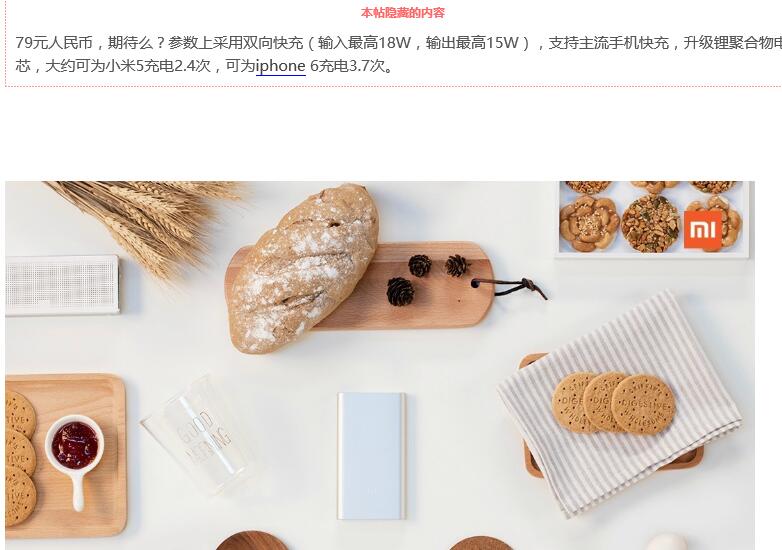 本帖隐藏的内容
79元人民币，期待么？参数上采用双向快充（输入最高18W，输出最高15W），支持主流手机快充，升级锂聚合物电
芯，大约可为小米5充电2.4次，可为iphone 6充电3.7次。
mi
GOOD
MORNING
DIGESTIVE